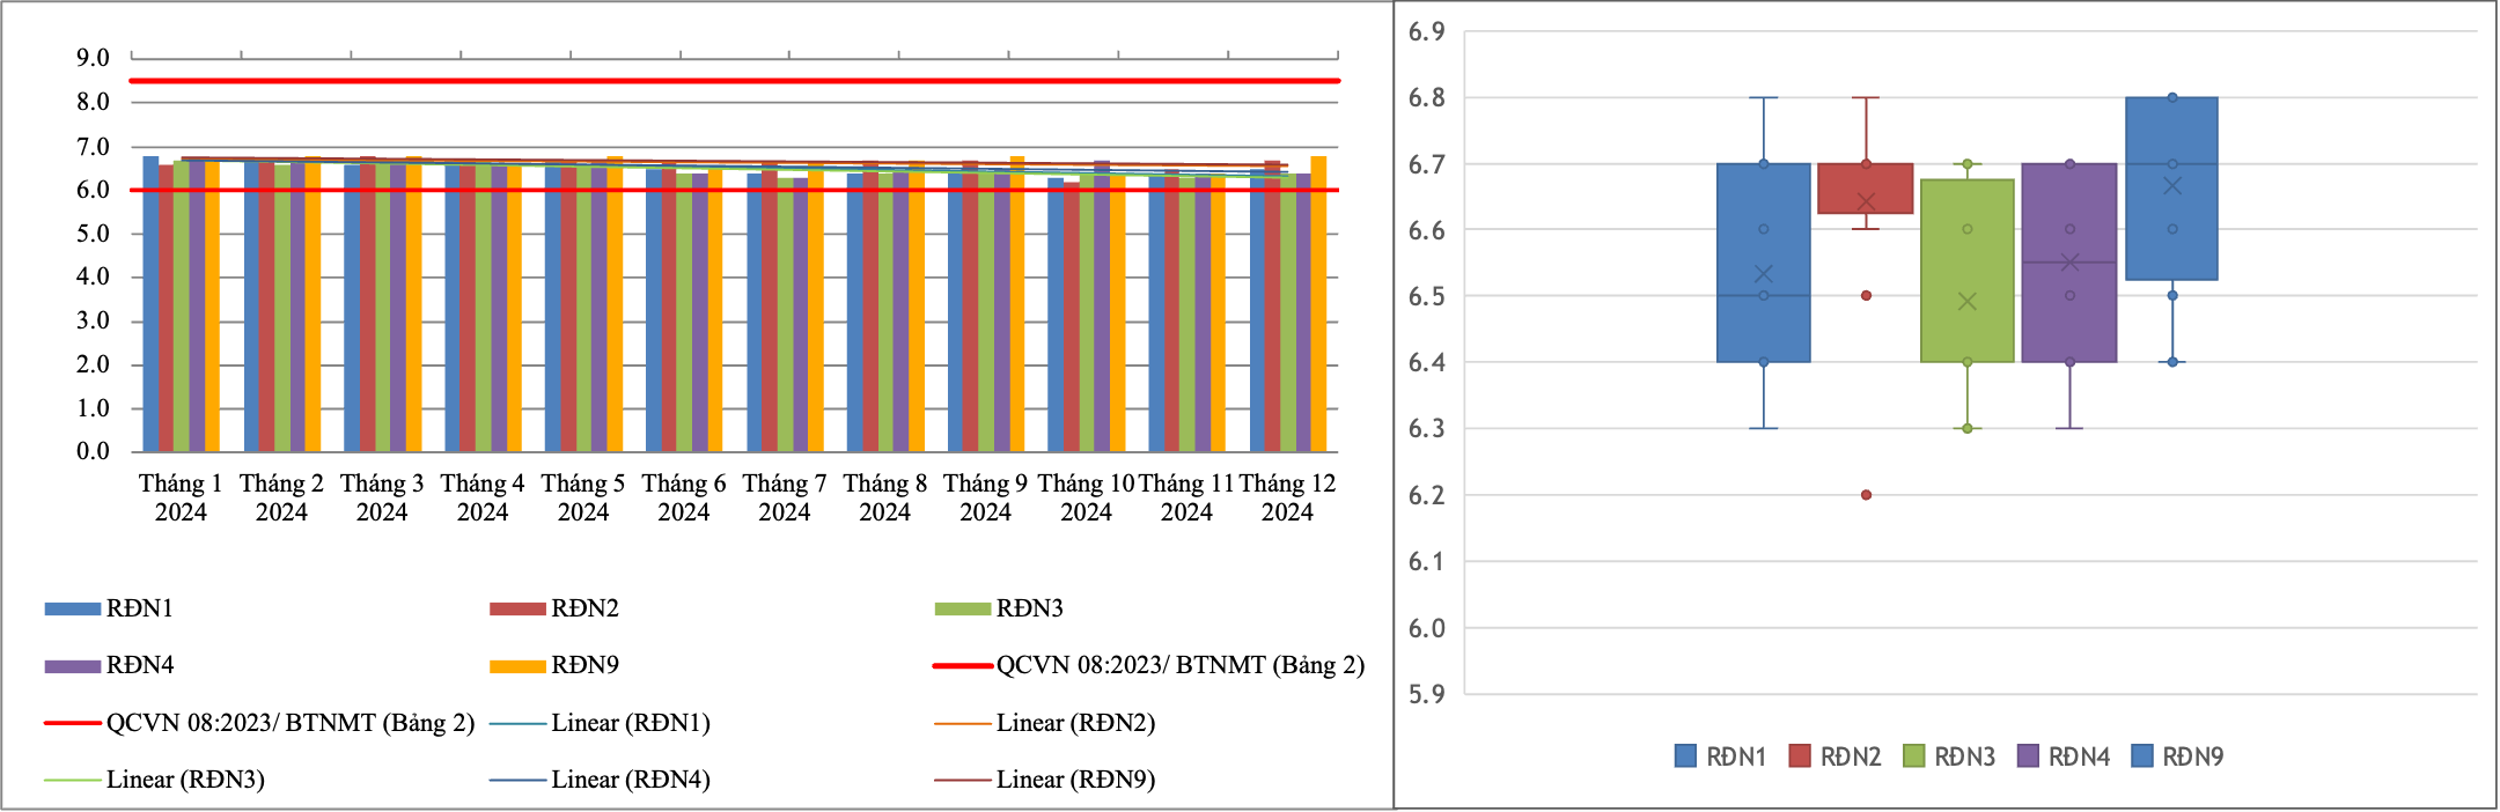 9.0
8.0
7.0
6.0
5.0
4.0
3.0
2.0
1.0
0.0
Tháng 1 2024
Tháng 2 2024
Tháng 3 2024
Tháng 4 2024
Tháng 5 2024
Tháng 6 2024
Tháng 7 2024
Tháng 8 2024
Tháng 9 2024
Tháng 10 2024
Tháng 11 2024
Tháng 12 2024
RĐN1
RĐN2
RĐN3
RĐN4
RĐN9
QCVN 08:2023/ BTNMT (Bảng 2)
QCVN 08:2023/ BTNMT (Bảng 2)
Linear (RĐN1)
Linear (RĐN2)
Linear (RĐN3)
Linear (RĐN4)
Linear (RĐN9)
6.9
6.8
6.7
6.6
6.5
6.4
6.3
6.2
6.1
6.0
5.9
RĐN1
RĐN2
RĐN3
RĐN4
RĐN9